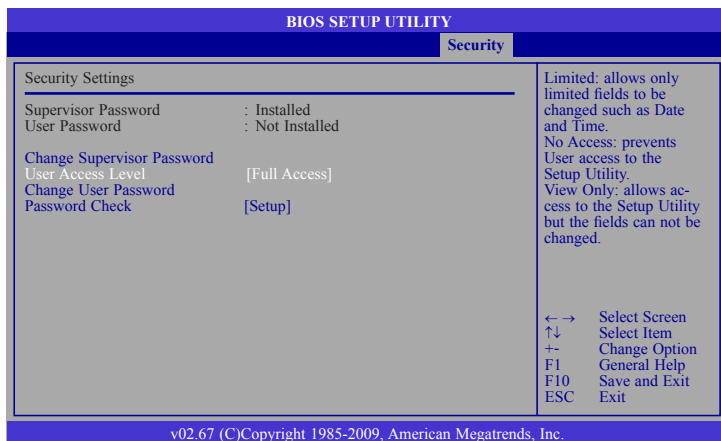 BIOS SETUP UTILITY
Security
Security Settings
Supervisor Password : Installed
User Password : Not Installed
Change Supervisor Password
User Access Level [Full Access]
Change User Password
Password Check [Setup]
Limited: allows only
limited fields to be
changed such as Date
and Time.
No Access: prevents
User access to the
Setup Utility.
View Only: allows ac-
cess to the Setup Utility
but the fields can not be
changed.
←→ Select Screen
↑↓ Select Item
+- Change Option
F1 General Help
F10 Save and Exit
ESC Exit
v02.67 (C)Copyright 1985-2009, American Megatrends, Inc.